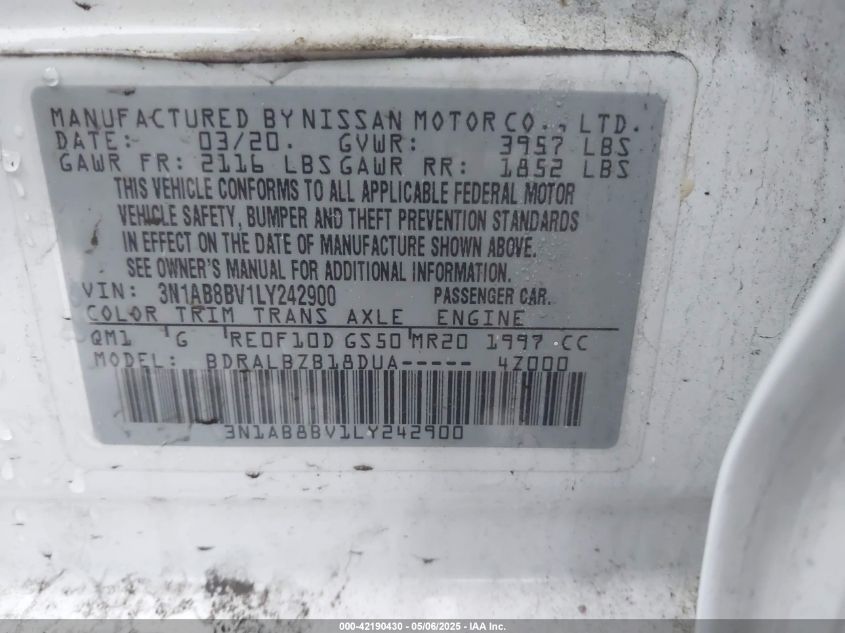 MANUFACTURED BY NISSAN MOTOR CO., LTD.
DATE: 03/20. GVWR: 3957 LBS
GAWR FR: 2116 LBS GAWR RR: 1852 LBS
THIS VEHICLE CONFORMS TO ALL APPLICABLE FEDERAL MOTOR
VEHICLE SAFETY, BUMPER AND THEFT PREVENTION STANDARDS
IN EFFECT ON THE DATE OF MANUFACTURE SHOWN ABOVE.
SEE OWNER'S MANUAL FOR ADDITIONAL INFORMATION.
VIN: 3N1AB8BV1LY242900 PASSENGER CAR.
COLOR TRIM TRANS AXLE ENGINE
QM1 G RE0F10D GS50 MR20 1997 CC
MODEL: BDRALBZB18DUA----- 4Z000
3N1AB8BV1LY242900
000-42190430 - 05/06/2025 - IAA Inc.